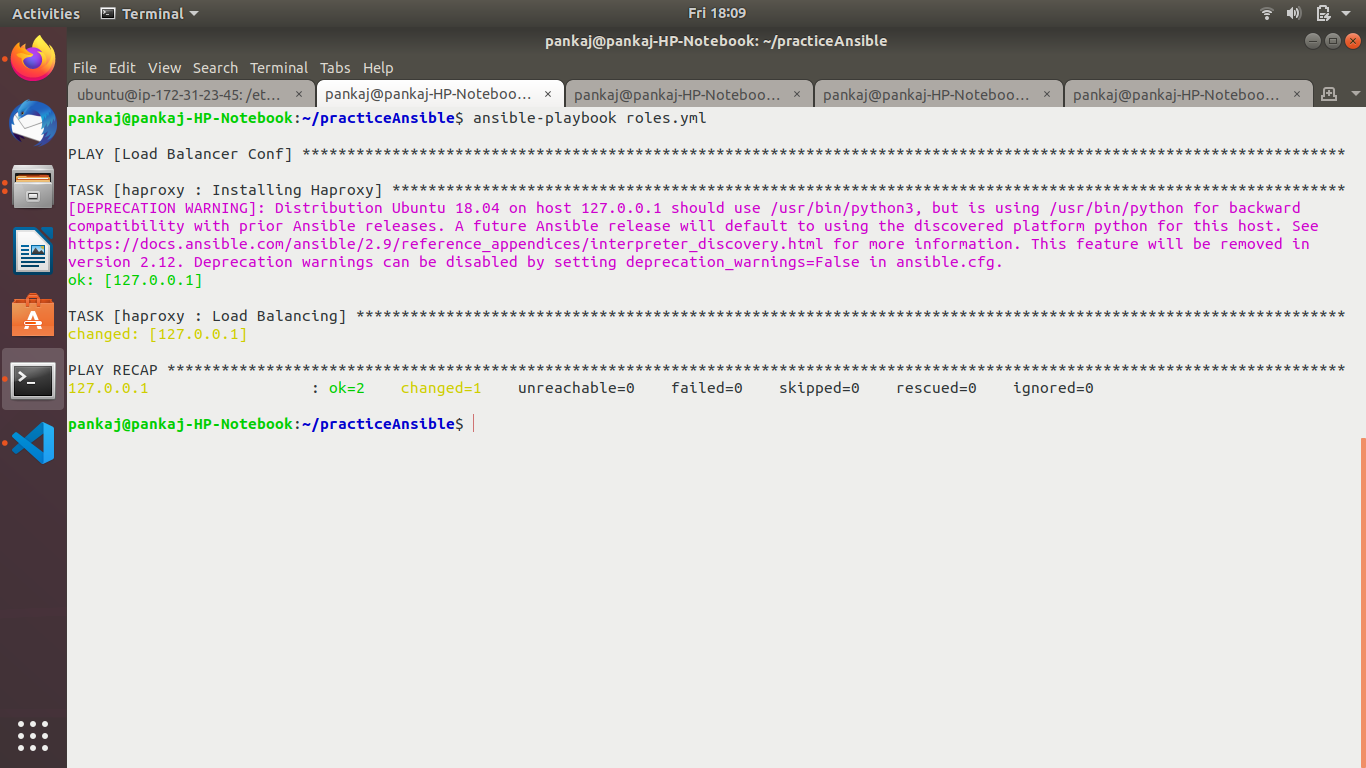 Activities
Terminal
Fri 18:09
pankaj@pankaj-HP-Notebook: ~/practiceAnsible
File Edit View Search Terminal Tabs Help
ubuntu@ip-172-31-23-45: /et… × pankaj@pankaj-HP-Noteboo… × pankaj@pankaj-HP-Noteboo… × pankaj@pankaj-HP-Noteboo… × pankaj@pankaj-HP-Noteboo… ×
pankaj@pankaj-HP-Notebook:~/practiceAnsible$ ansible-playbook roles.yml
PLAY [Load Balancer Conf] ********************************************************************************************************************
TASK [haproxy : Installing Haproxy] **********************************************************************************************************
[DEPRECATION WARNING]: Distribution Ubuntu 18.04 on host 127.0.0.1 should use /usr/bin/python3, but is using /usr/bin/python for backward
compatibility with prior Ansible releases. A future Ansible release will default to using the discovered platform python for this host. See
https://docs.ansible.com/ansible/2.9/reference_appendices/interpreter_discovery.html for more information. This feature will be removed in
version 2.12. Deprecation warnings can be disabled by setting deprecation_warnings=False in ansible.cfg.
ok: [127.0.0.1]
TASK [haproxy : Load Balancing] **************************************************************************************************************
changed: [127.0.0.1]
PLAY RECAP ***********************************************************************************************************************************
127.0.0.1                  : ok=2    changed=1    unreachable=0    failed=0    skipped=0    rescued=0    ignored=0
pankaj@pankaj-HP-Notebook:~/practiceAnsible$